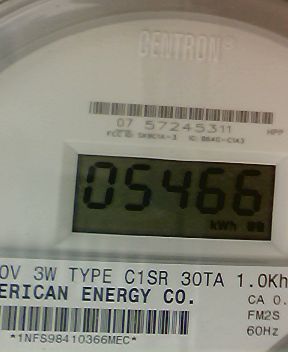 CENTRON®
07 57245311 HPP
05466
kWh
0V 3W TYPE C1SR 30TA 1.0Kh
ERICAN ENERGY CO.
CA 0.
FM2S
60Hz
*1NFS98410366MEC*